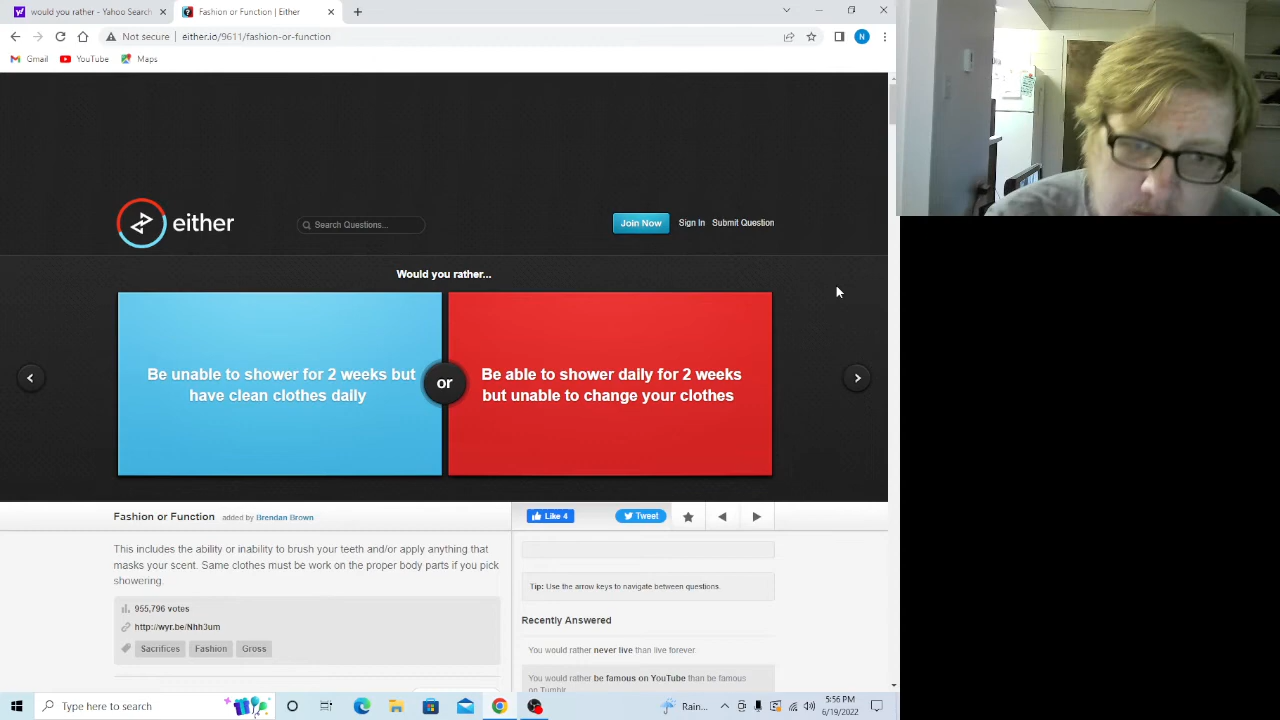 would you rather - Yahoo Search
Fashion or Function | Either
Not secure | either.io/9611/fashion-or-function
N
Gmail
YouTube
Maps
either
Search Questions...
Join Now
Sign In
Submit Question
Would you rather...
Be unable to shower for 2 weeks but
have clean clothes daily
or
Be able to shower daily for 2 weeks
but unable to change your clothes
Fashion or Function added by Brendan Brown
Like 4
Tweet
This includes the ability or inability to brush your teeth and/or apply anything that
masks your scent. Same clothes must be work on the proper body parts if you pick
showering.
955,796 votes
http://wyr.be/Nhh3um
Sacrifices
Fashion
Gross
Tip: Use the arrow keys to navigate between questions.
Recently Answered
You would rather never live than live forever.
You would rather be famous on YouTube than be famous
on Tumblr.
Type here to search
Rain...
5:56 PM
6/19/2022